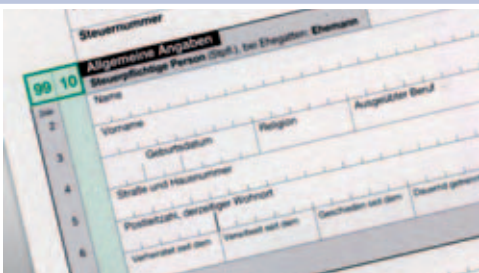 Steuernummer
Allgemeine Angaben
99 10 Steuerpflichtige Person (Stpfl.), bei Ehegatten: Ehemann
Name
2 Vorname
3 Geburtsdatum Religion Ausgeübter Beruf
4 Straße und Hausnummer
5 Postleitzahl, derzeitiger Wohnort
6 Verheiratet seit dem Verwitwet seit dem Geschieden seit dem Dauernd getrennt